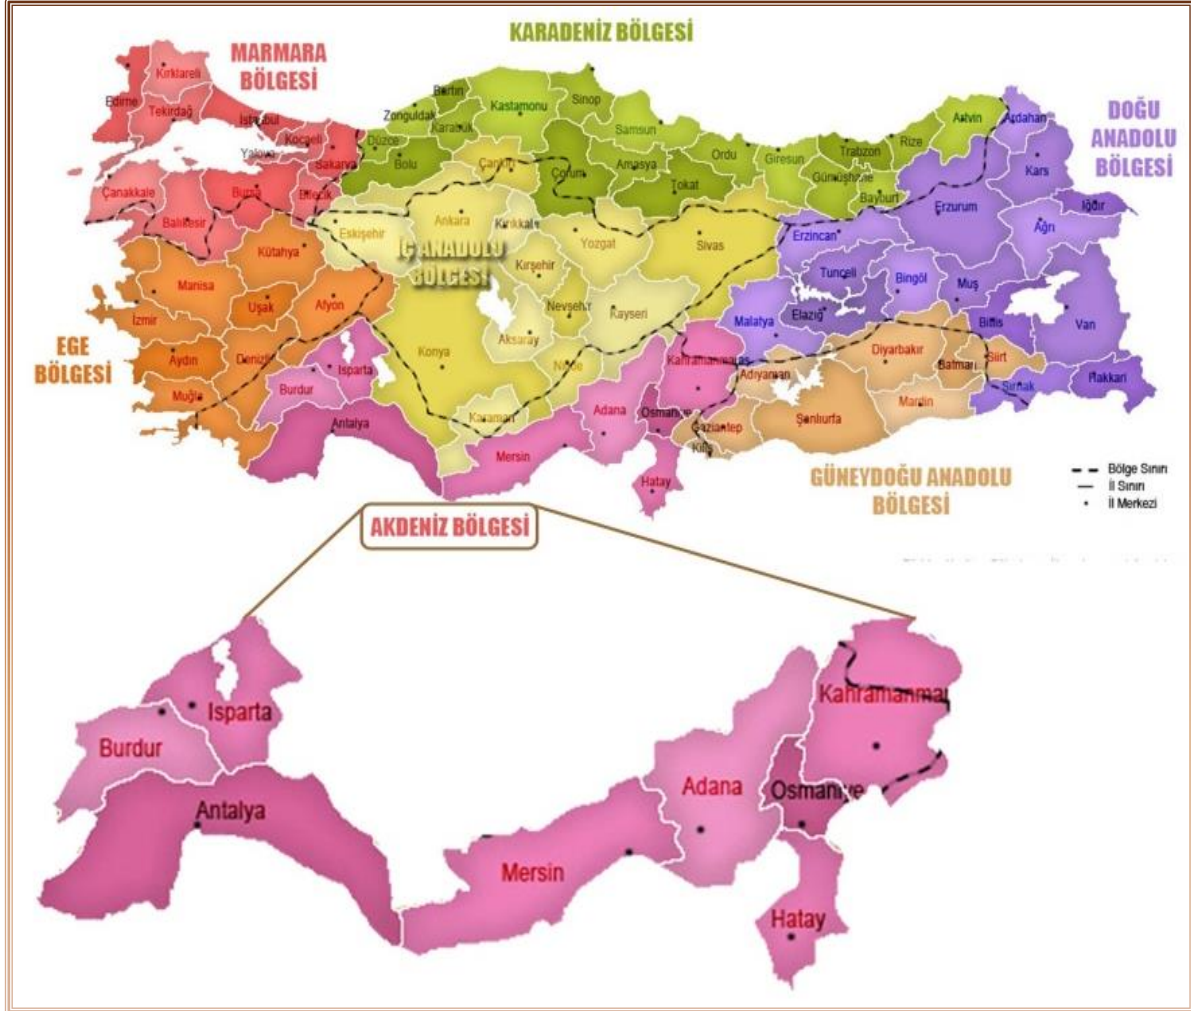 KARADENİZ BÖLGESİ
MARMARA
BÖLGESİ
DOĞU
ANADOLU
BÖLGESİ
Kırklareli
Edirne
Tekirdağ
İstanbul
Kocaeli
Yalova
Sakarya
Çanakkale
Bursa
Bilecik
Balıkesir
Bartın
Zonguldak
Karabük
Kastamonu
Sinop
Düzce
Bolu
Çankırı
Çorum
Samsun
Amasya
Tokat
Ordu
Giresun
Gümüşhane
Trabzon
Bayburt
Rize
Artvin
Ardahan
Kars
Iğdır
Erzurum
Ağrı
Erzincan
Tunceli
Bingöl
Muş
Elazığ
Malatya
Bitlis
Van
Hakkari
Şırnak
Eskişehir
Ankara
Kırıkkale
İÇ ANADOLU
BÖLGESİ
Yozgat
Sivas
Kırşehir
Nevşehir
Kayseri
Aksaray
Niğde
Konya
Karaman
Kütahya
Manisa
Uşak
Afyon
İzmir
Aydın
Denizli
Muğla
EGE
BÖLGESİ
Isparta
Burdur
Antalya
Mersin
Adana
Osmaniye
Kahramanmaraş
Hatay
Adıyaman
Gaziantep
Kilis
Şanlıurfa
Diyarbakır
Batman
Siirt
Mardin
GÜNEYDOĞU ANADOLU
BÖLGESİ
Bölge Sınırı
İl Sınırı
İl Merkezi
AKDENİZ BÖLGESİ
Isparta
Burdur
Antalya
Mersin
Adana
Osmaniye
Kahramanmar
Hatay